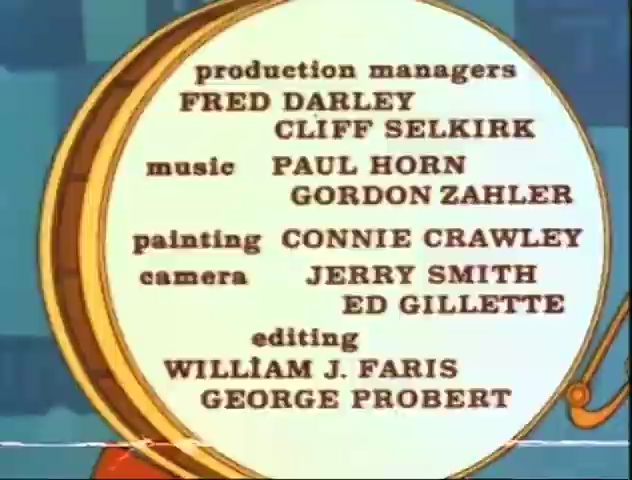 production managers
FRED DARLEY
CLIFF SELKIRK
music PAUL HORN
GORDON ZAHLER
painting CONNIE CRAWLEY
camera JERRY SMITH
ED GILLETTE
editing
WILLIAM J. FARIS
GEORGE PROBERT